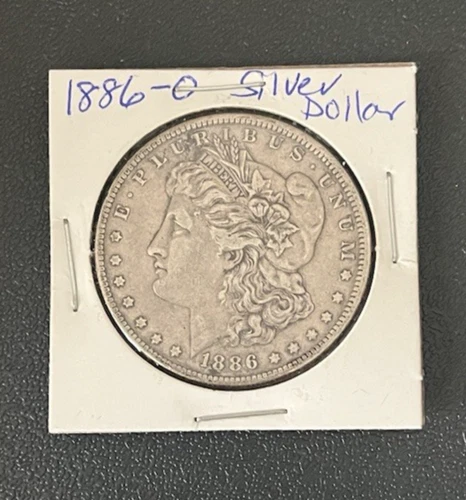 1886-O Silver
Dollar
E·PLURIBUS·UNUM
LIBERTY
1886